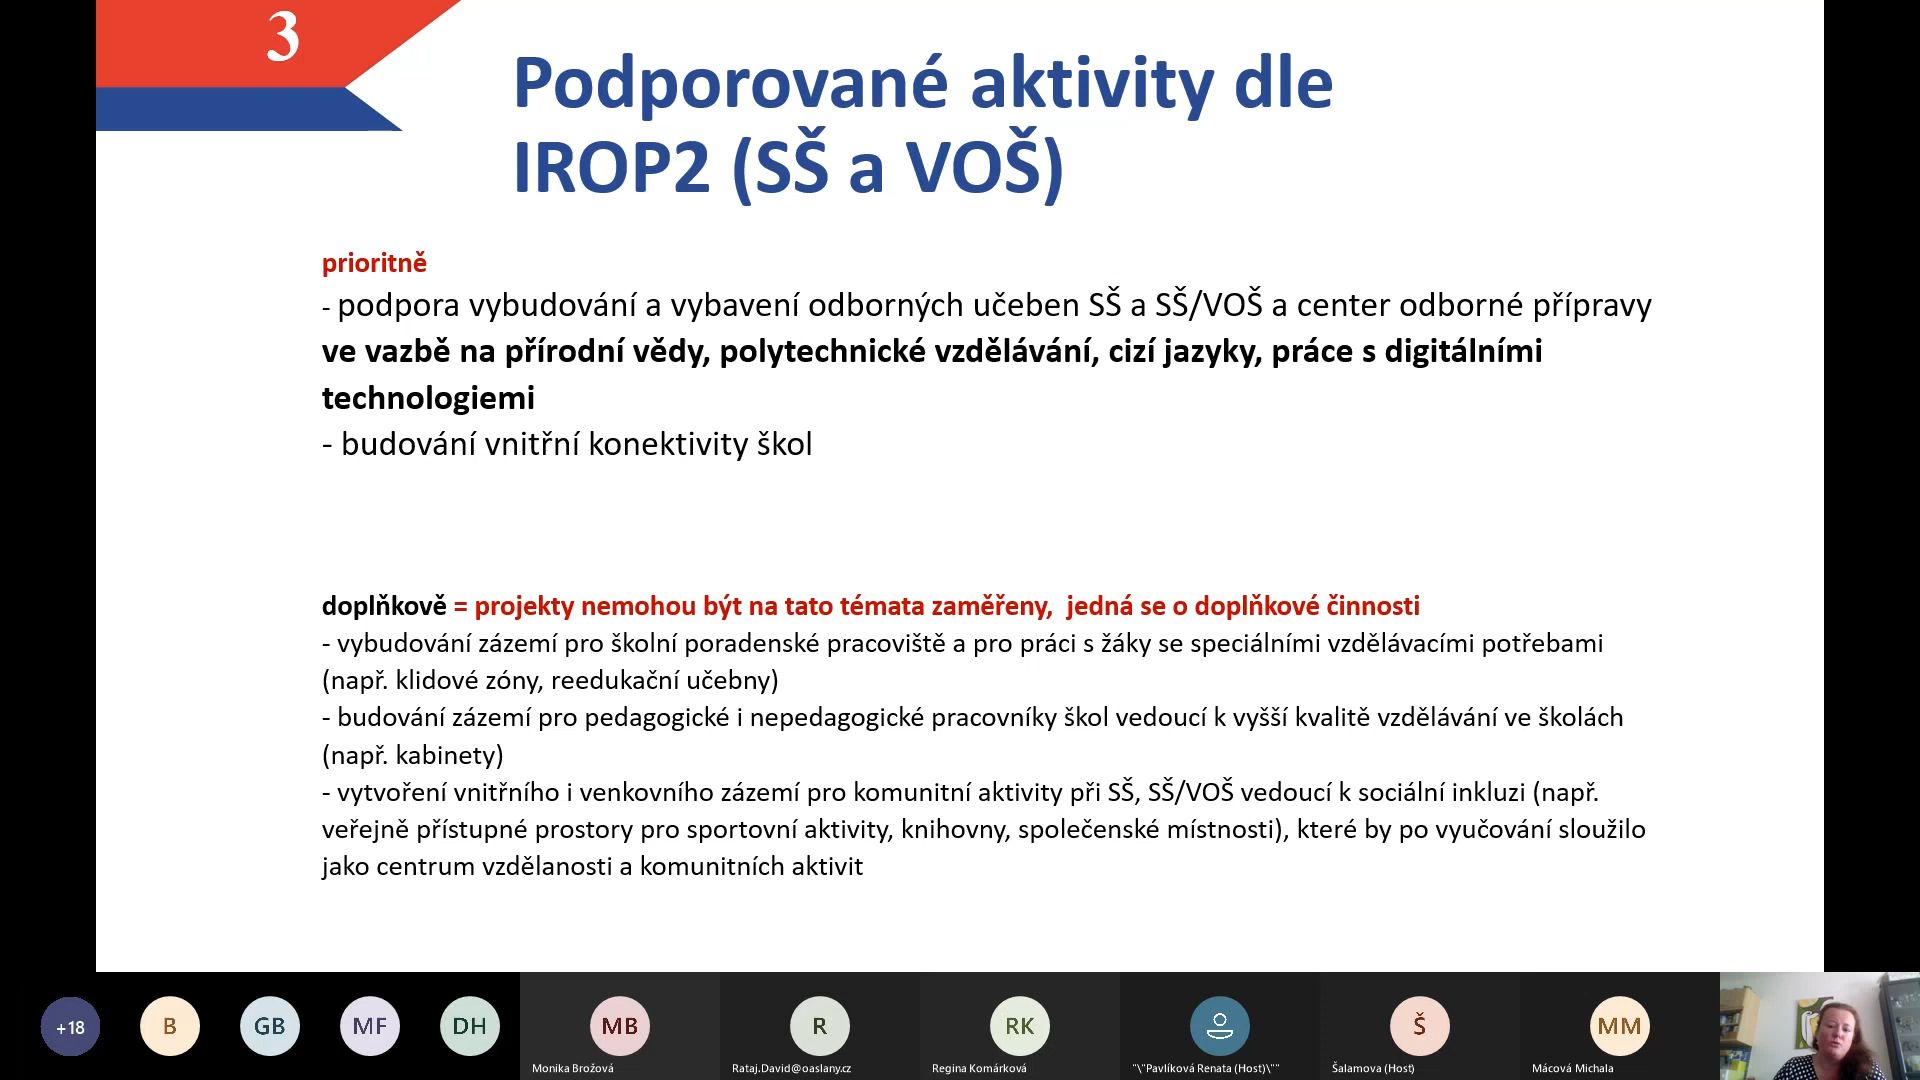 3
Podporované aktivity dle
IROP2 (SŠ a VOŠ)
prioritně
- podpora vybudování a vybavení odborných učeben SŠ a SŠ/VOŠ a center odborné přípravy
ve vazbě na přírodní vědy, polytechnické vzdělávání, cizí jazyky, práce s digitálními
technologiemi
- budování vnitřní konektivity škol
doplňkově = projekty nemohou být na tato témata zaměřeny, jedná se o doplňkové činnosti
- vybudování zázemí pro školní poradenské pracoviště a pro práci s žáky se speciálními vzdělávacími potřebami
(např. klidové zóny, reedukační učebny)
- budování zázemí pro pedagogické i nepedagogické pracovníky škol vedoucí k vyšší kvalitě vzdělávání ve školách
(např. kabinety)
- vytvoření vnitřního i venkovního zázemí pro komunitní aktivity při SŠ, SŠ/VOŠ vedoucí k sociální inkluzi (např.
veřejně přístupné prostory pro sportovní aktivity, knihovny, společenské místnosti), které by po vyučování sloužilo
jako centrum vzdělanosti a komunitních aktivit
+18 B GB MF DH MB R RK Š MM
Monika Brožová Rataj.David@oaslany.cz Regina Komárková "\"Pavlíková Renata (Host)\"" Šalamova (Host) Mácová Michala